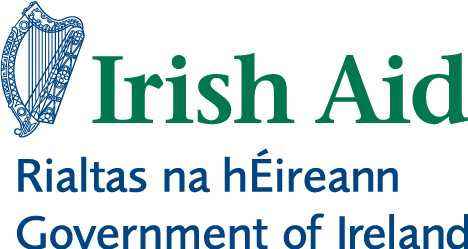 Irish Aid
Rialtas na hÉireann
Government of Ireland